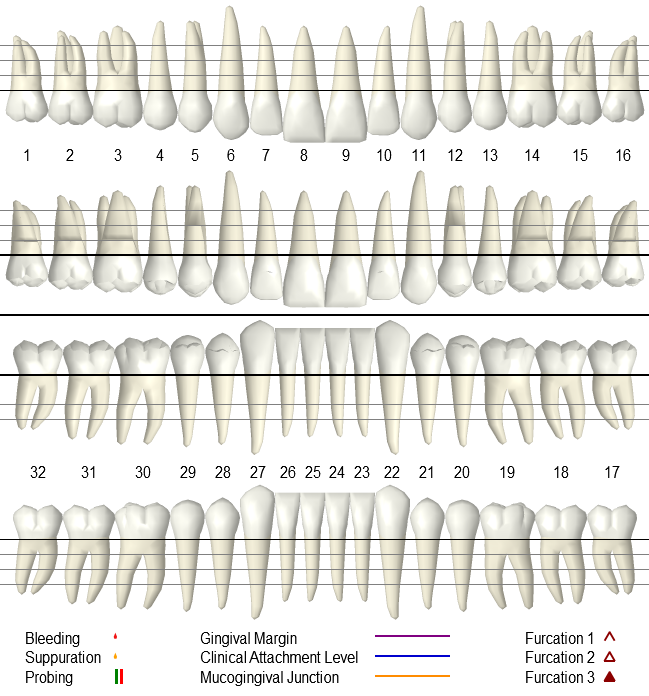 1 2 3 4 5 6 7 8 9 10 11 12 13 14 15 16
32 31 30 29 28 27 26 25 24 23 22 21 20 19 18 17
Bleeding Gingival Margin Furcation 1
Suppuration Clinical Attachment Level Furcation 2
Probing Mucogingival Junction Furcation 3